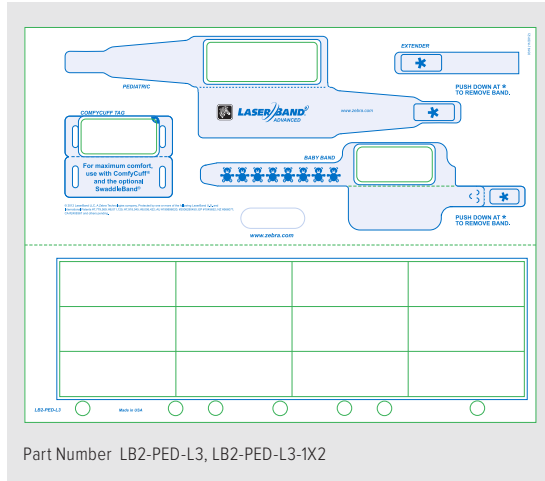 EXTENDER
PEDIATRIC
PUSH DOWN AT *
TO REMOVE BAND.
LASERBAND®
ADVANCED
www.zebra.com
COMFYCUFF TAG
For maximum comfort,
use with ComfyCuff®
and the optional
SwaddleBand®
BABY BAND
PUSH DOWN AT *
TO REMOVE BAND.
www.zebra.com
LB2-PED-L3
Made in USA
Part Number LB2-PED-L3, LB2-PED-L3-1X2